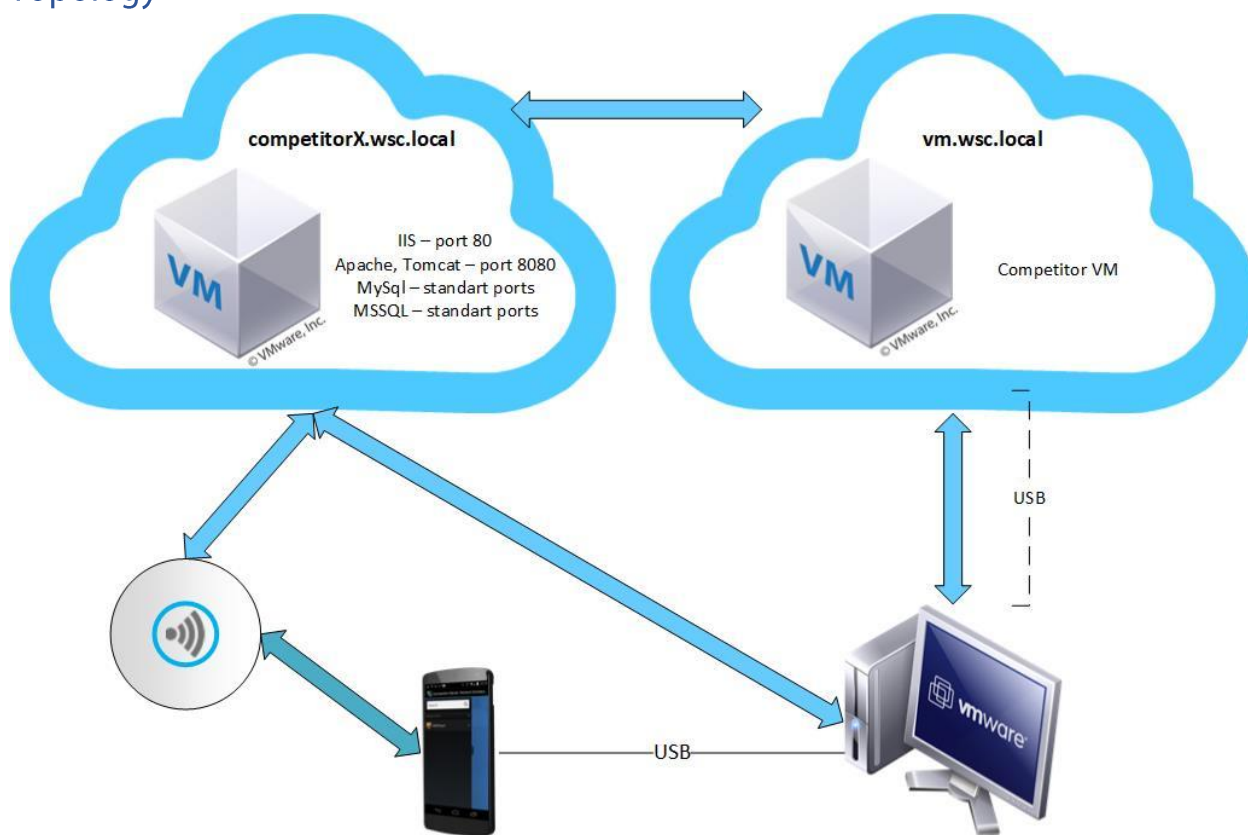 Topology
competitorX.wsc.local
VM
© VMware, Inc.
IIS – port 80
Apache, Tomcat – port 8080
MySql – standart ports
MSSQL – standart ports
vm.wsc.local
VM
© VMware, Inc.
Competitor VM
USB
USB
vmware